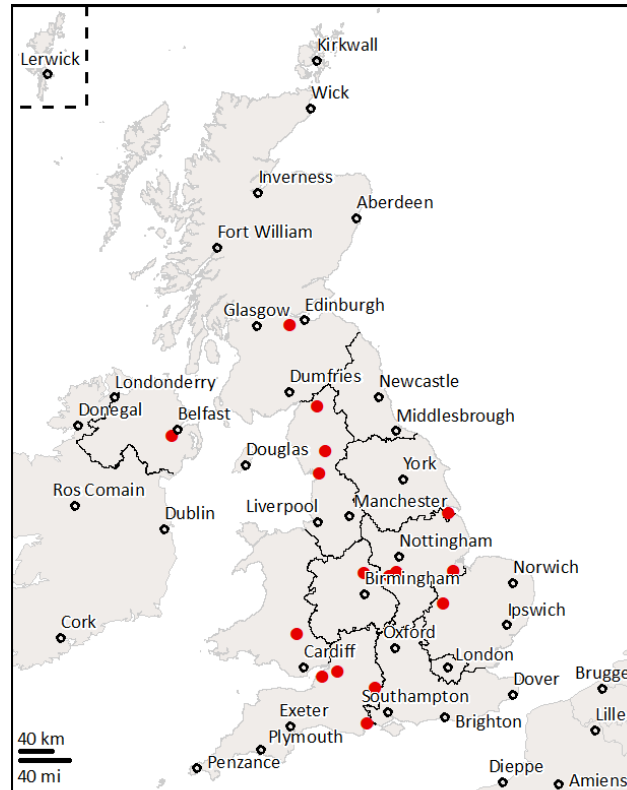 Kirkwall
Lerwick
Wick
Inverness
Aberdeen
Fort William
Glasgow
Edinburgh
Londonderry
Dumfries
Newcastle
Donegal
Belfast
Middlesbrough
Douglas
York
Ros Comain
Liverpool
Manchester
Dublin
Nottingham
Birmingham
Norwich
Cork
Ipswich
Cardiff
Oxford
London
Southampton
Dover
Brugge
Exeter
Brighton
Lille
Plymouth
40 km
Penzance
40 mi
Dieppe
Amiens